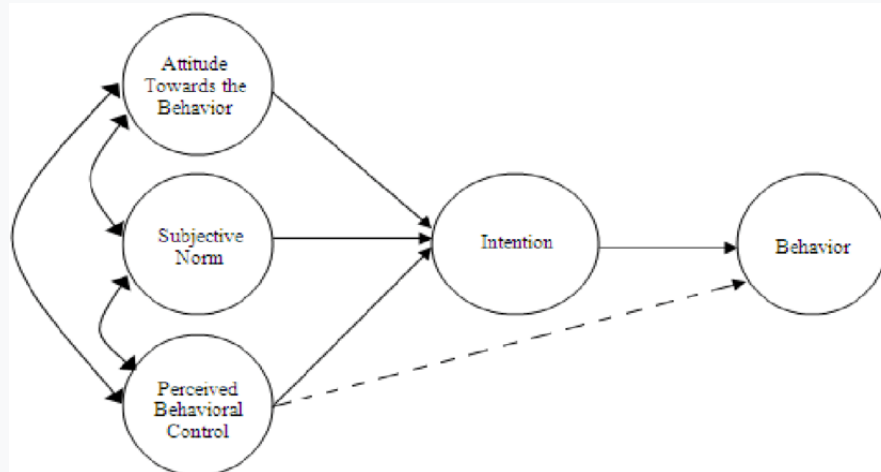 Attitude
Towards the
Behavior
Subjective
Norm
Intention
Behavior
Perceived
Behavioral
Control